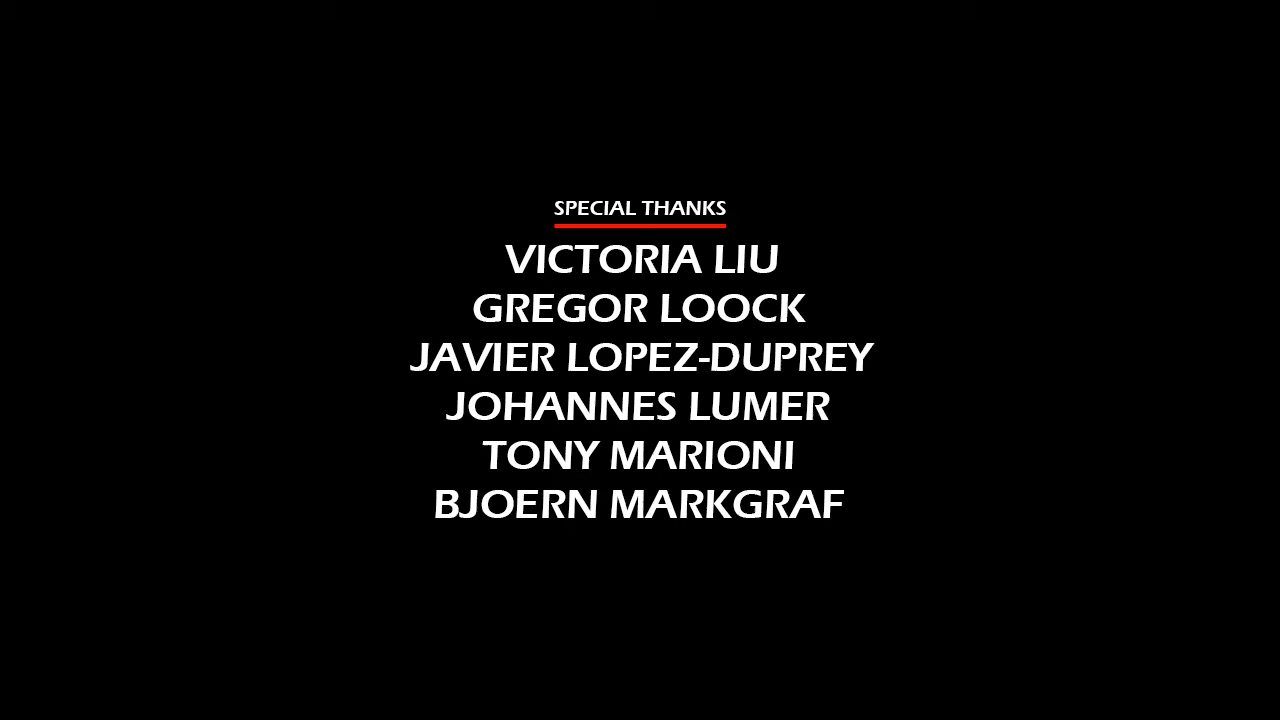 SPECIAL THANKS
VICTORIA LIU
GREGOR LOOCK
JAVIER LOPEZ-DUPREY
JOHANNES LUMER
TONY MARIONI
BJOERN MARKGRAF